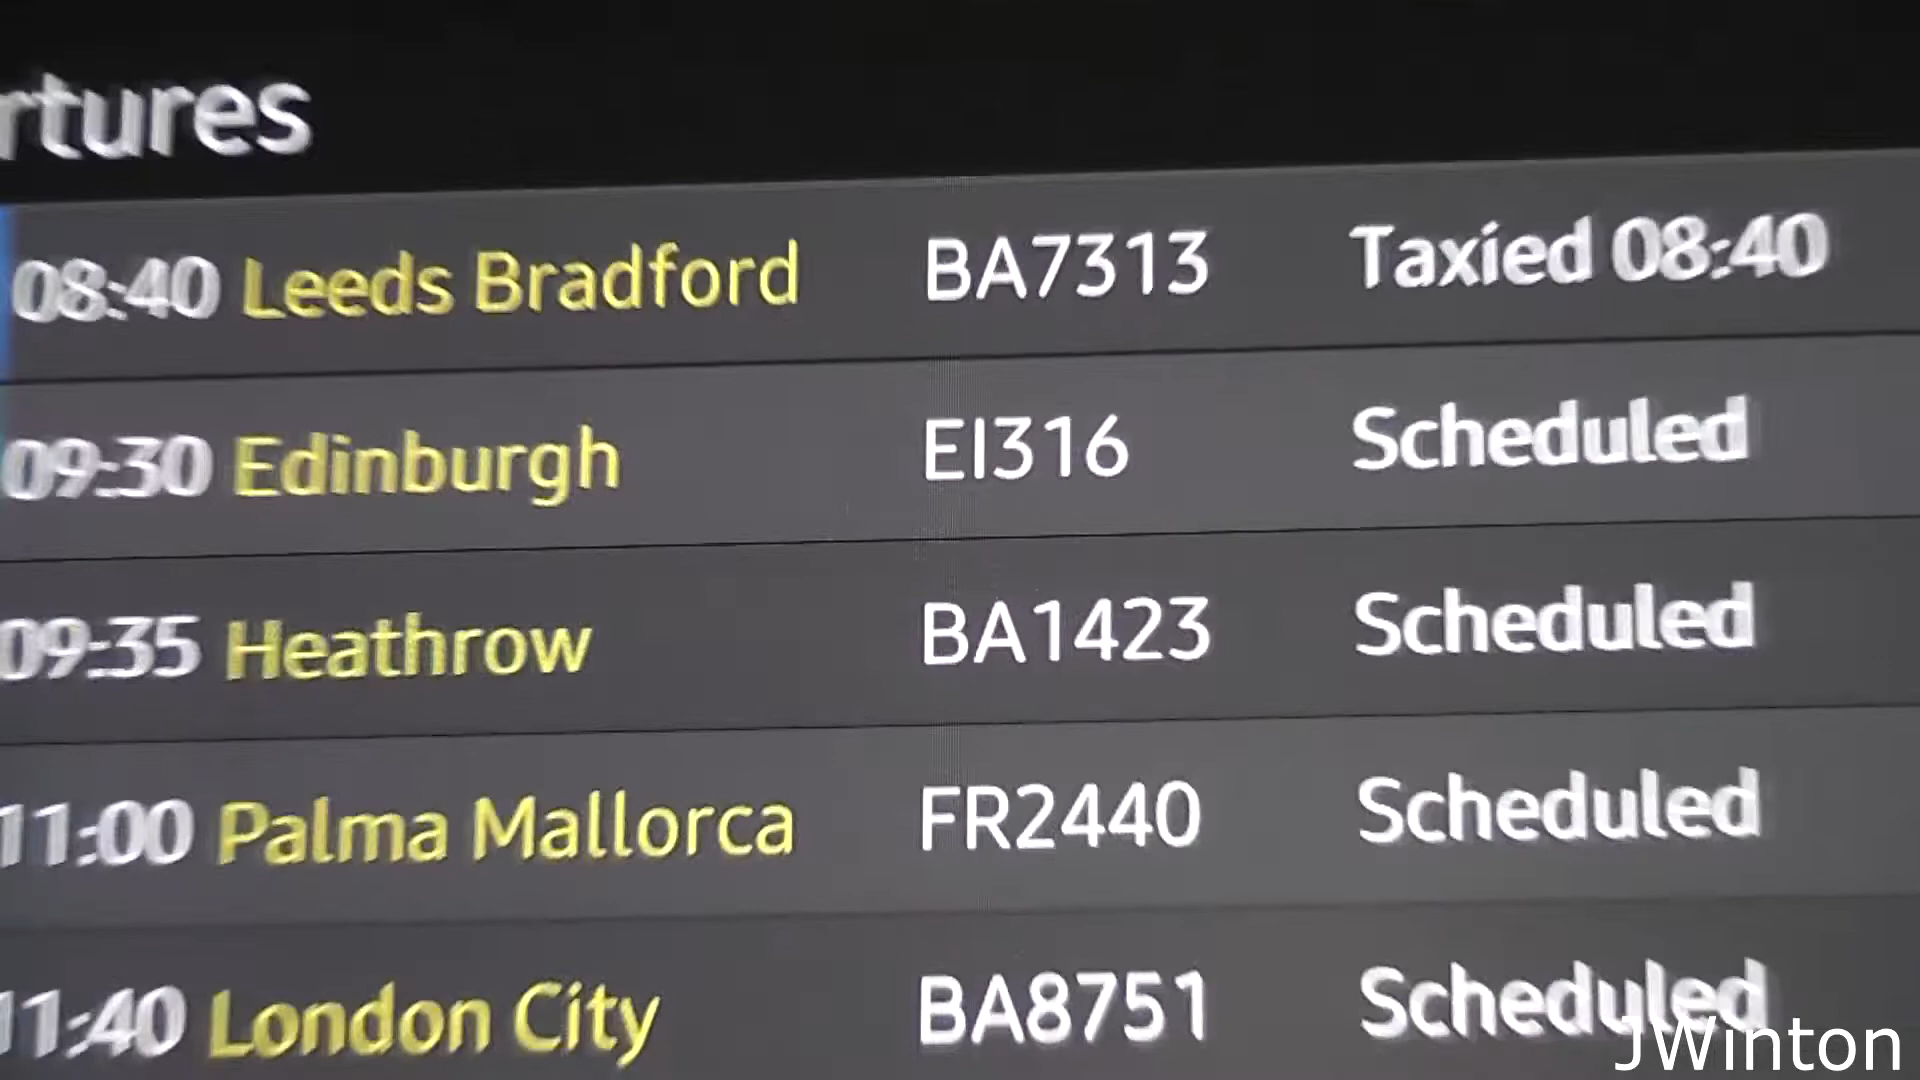 rtures
08:40 Leeds Bradford BA7313 Taxied 08:40
09:30 Edinburgh EI316 Scheduled
09:35 Heathrow BA1423 Scheduled
11:00 Palma Mallorca FR2440 Scheduled
11:40 London City BA8751 Scheduled
JWinton